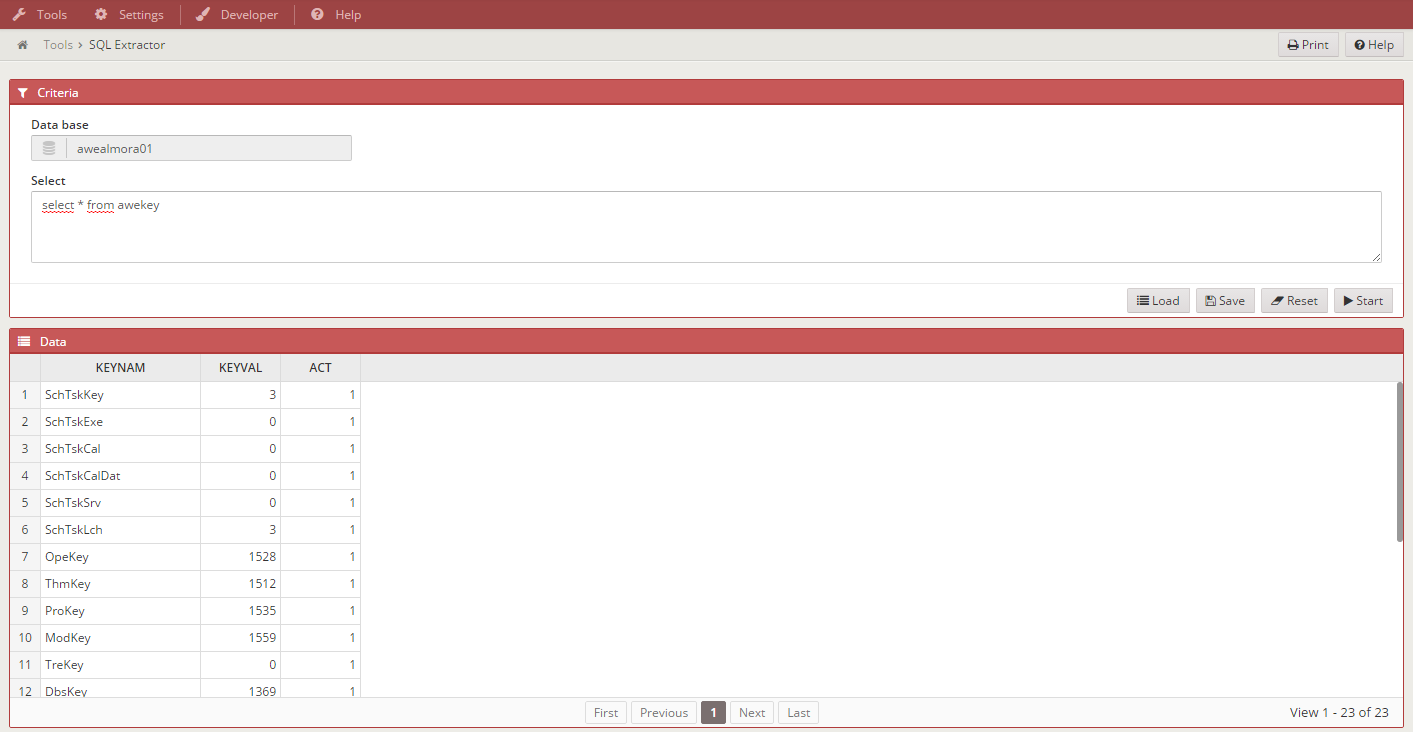 Tools Settings Developer Help
Tools › SQL Extractor Print Help
Criteria
Data base
awealmora01
Select
select * from awekey
Load Save Reset Start
Data
KEYNAM KEYVAL ACT
1 SchTskKey 3 1
2 SchTskExe 0 1
3 SchTskCal 0 1
4 SchTskCalDat 0 1
5 SchTskSrv 0 1
6 SchTskLch 3 1
7 OpeKey 1528 1
8 ThmKey 1512 1
9 ProKey 1535 1
10 ModKey 1559 1
11 TreKey 0 1
12 DbsKey 1369 1
First Previous 1 Next Last View 1 - 23 of 23